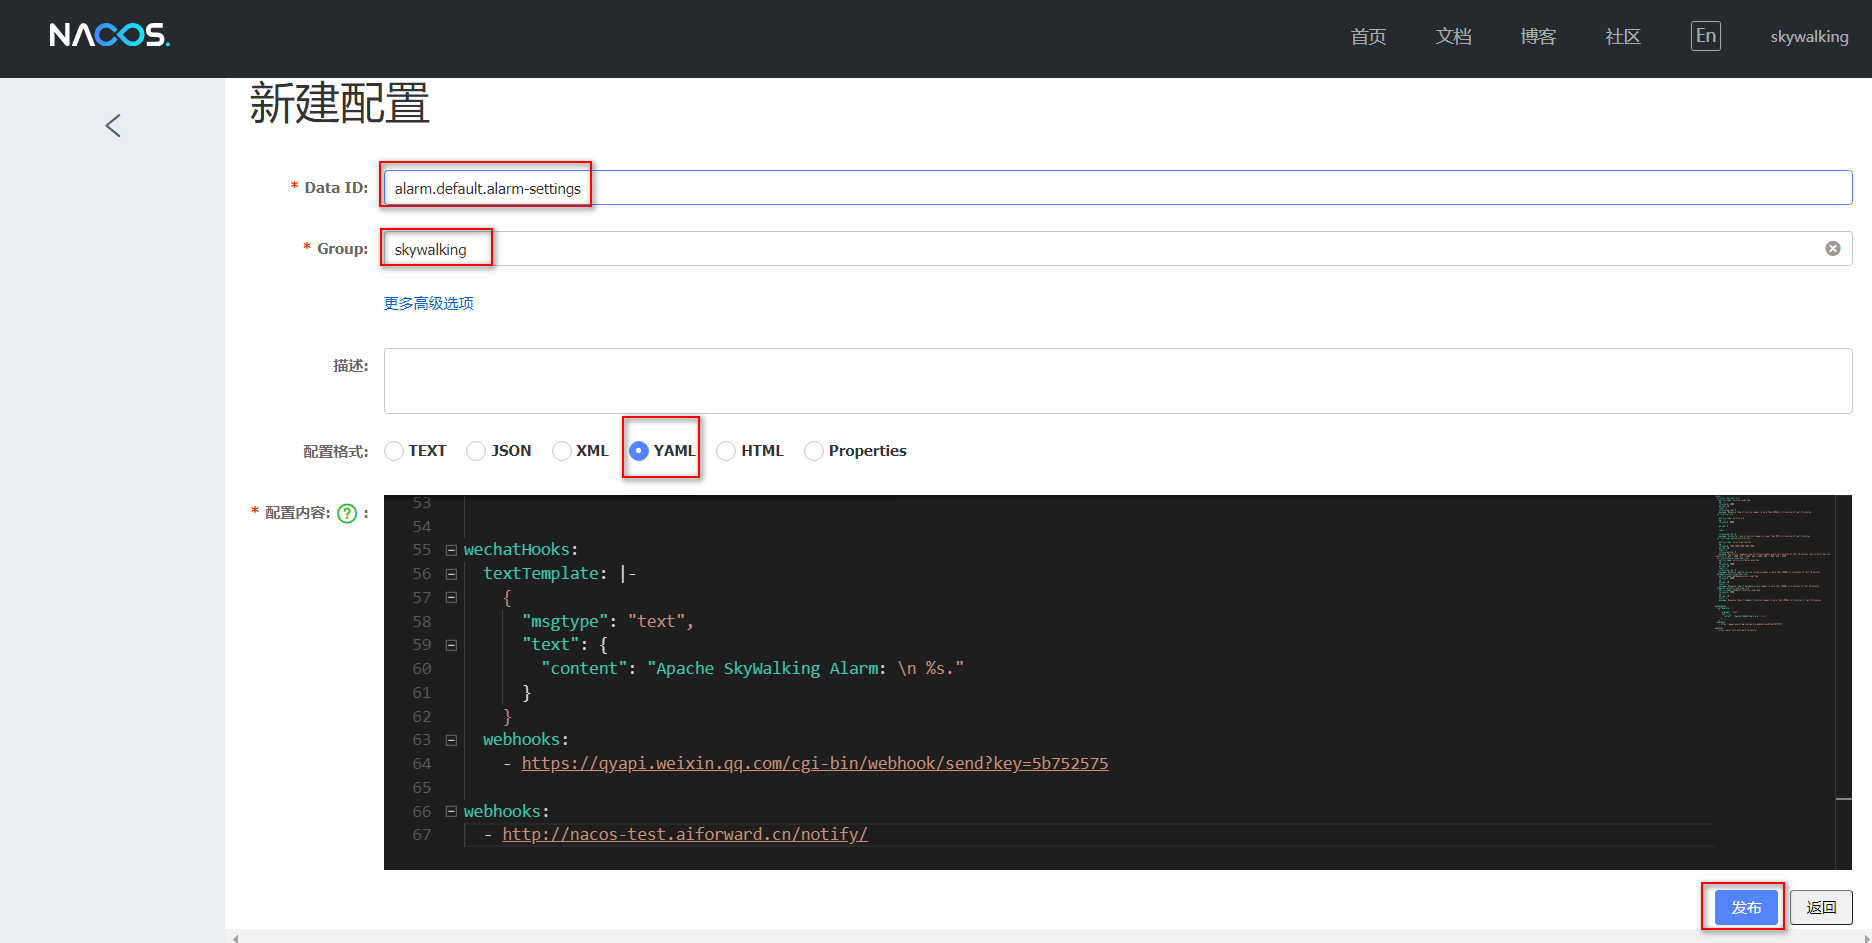 NACOS.
首页 文档 博客 社区 En skywalking
新建配置
* Data ID: alarm.default.alarm-settings
* Group: skywalking
更多高级选项
描述:
配置格式: TEXT JSON XML YAML HTML Properties
* 配置内容: ? :
53
54
55 wechatHooks:
56 textTemplate: |-
57 {
58 "msgtype": "text",
59 "text": {
60 "content": "Apache SkyWalking Alarm: \n %s."
61 }
62 }
63 webhooks:
64 - https://qyapi.weixin.qq.com/cgi-bin/webhook/send?key=5b752575
65
66 webhooks:
67 - http://nacos-test.aiforward.cn/notify/
发布 返回